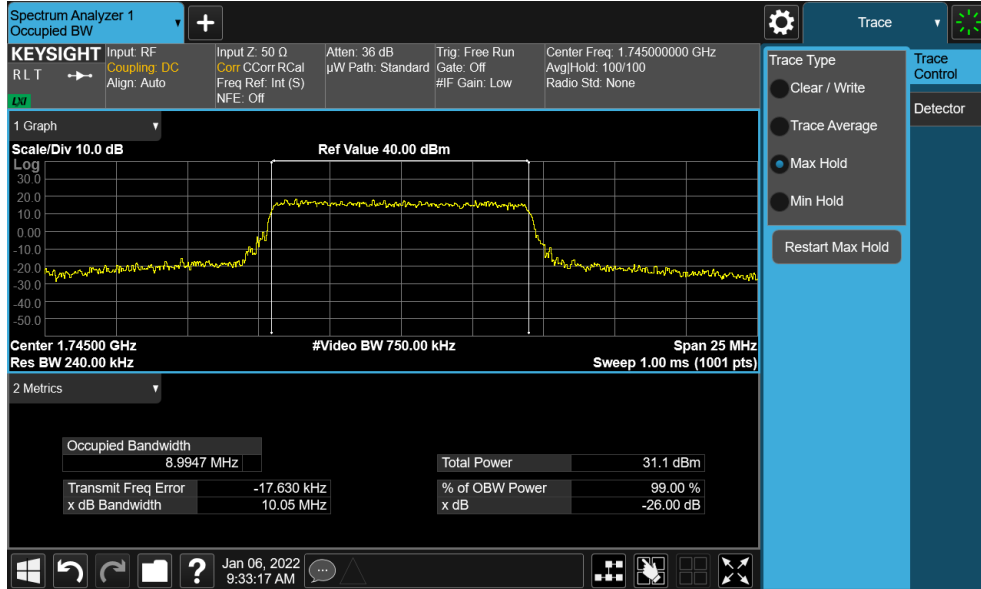 Spectrum Analyzer 1
Occupied BW
+
Trace
KEYSIGHT
R L T
LXI
Input: RF
Coupling: DC
Align: Auto
Input Z: 50 Ω
Corr CCorr RCal
Freq Ref: Int (S)
NFE: Off
Atten: 36 dB
µW Path: Standard
Trig: Free Run
Gate: Off
#IF Gain: Low
Center Freq: 1.745000000 GHz
Avg|Hold: 100/100
Radio Std: None
1 Graph
Scale/Div 10.0 dB
Ref Value 40.00 dBm
Log
30.0
20.0
10.0
0.00
-10.0
-20.0
-30.0
-40.0
-50.0
Center 1.74500 GHz
#Video BW 750.00 kHz
Span 25 MHz
Res BW 240.00 kHz
Sweep 1.00 ms (1001 pts)
2 Metrics
Occupied Bandwidth
8.9947 MHz
Total Power 31.1 dBm
Transmit Freq Error -17.630 kHz
% of OBW Power 99.00 %
x dB Bandwidth 10.05 MHz
x dB -26.00 dB
?
Jan 06, 2022
9:33:17 AM
Trace Type
Clear / Write
Trace Average
Max Hold
Min Hold
Restart Max Hold
Trace
Control
Detector